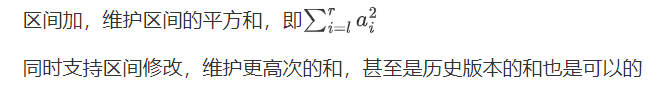 区间加，维护区间的平方和，即$\sum_{i=l}^{r} a_i^2$
同时支持区间修改，维护更高次的和，甚至是历史版本的和也是可以的